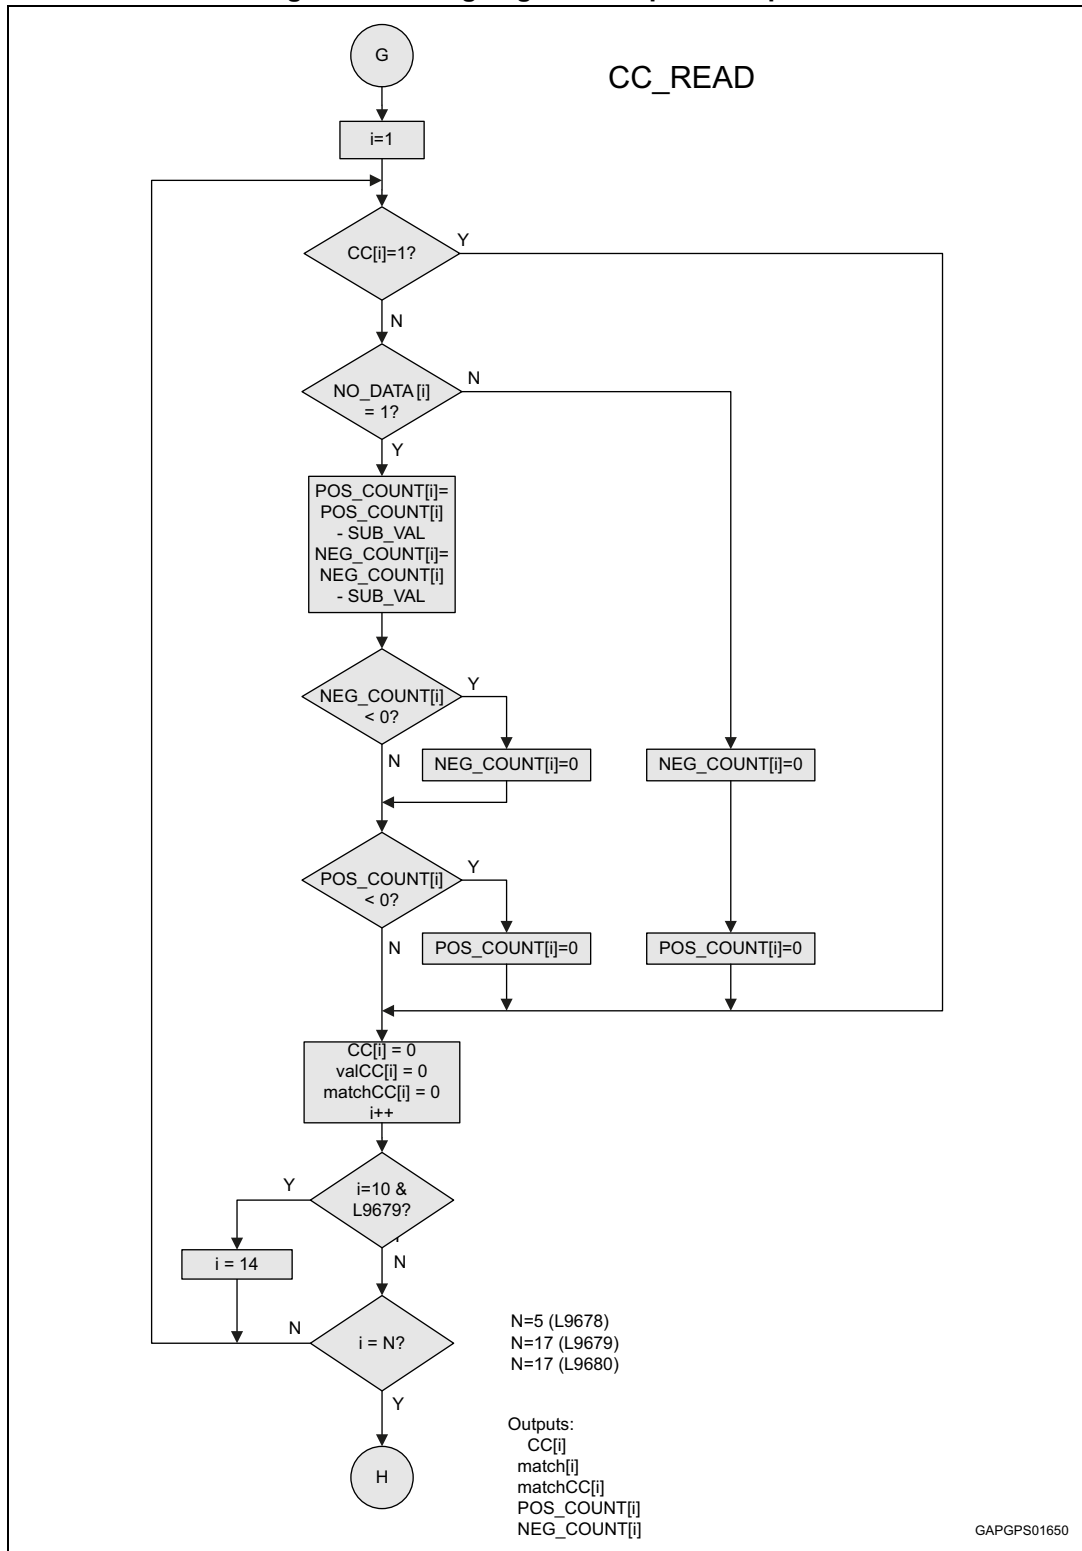 G
CC_READ
i=1
CC[i]=1?
Y
N
NO_DATA[i]
= 1?
N
Y
POS_COUNT[i]=
POS_COUNT[i]
- SUB_VAL
NEG_COUNT[i]=
NEG_COUNT[i]
- SUB_VAL
NEG_COUNT[i]
< 0?
Y
N
NEG_COUNT[i]=0
NEG_COUNT[i]=0
POS_COUNT[i]
< 0?
Y
N
POS_COUNT[i]=0
POS_COUNT[i]=0
CC[i] = 0
valCC[i] = 0
matchCC[i] = 0
i++
Y
i=10 &
L9679?
N
i = 14
N
i = N?
Y
N=5 (L9678)
N=17 (L9679)
N=17 (L9680)
H
Outputs:
CC[i]
match[i]
matchCC[i]
POS_COUNT[i]
NEG_COUNT[i]
GAPGPS01650